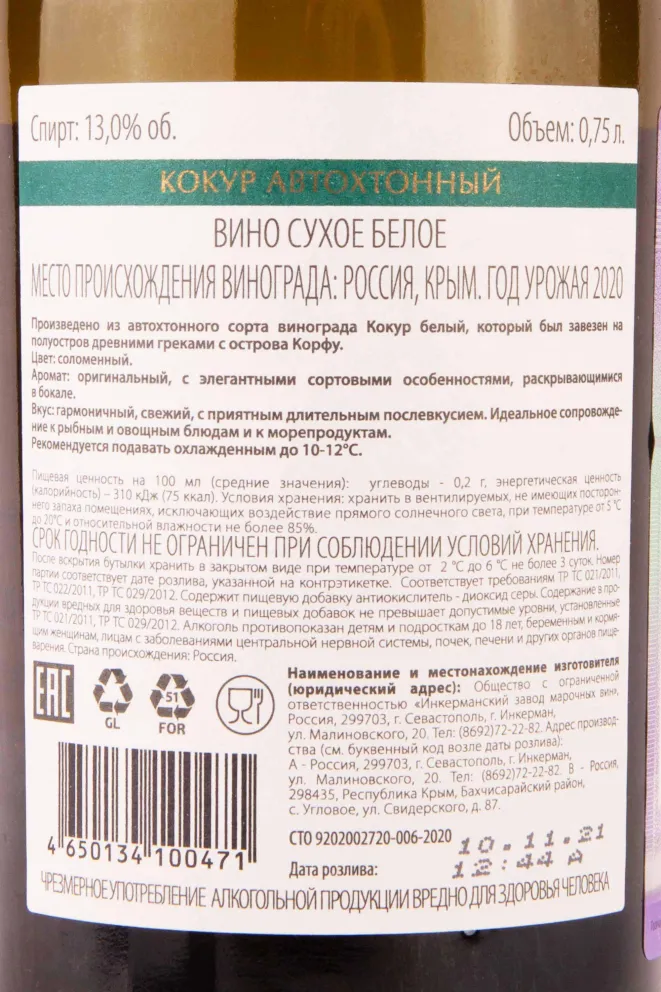 Спирт: 13,0% об.
Объем: 0,75 л.
КОКУР АВТОХТОННЫЙ
ВИНО СУХОЕ БЕЛОЕ
МЕСТО ПРОИСХОЖДЕНИЯ ВИНОГРАДА: РОССИЯ, КРЫМ. ГОД УРОЖАЯ 2020
Произведено из автохтонного сорта винограда Кокур белый, который был завезен на
полуостров древними греками с острова Корфу.
Цвет: соломенный.
Аромат: оригинальный, с элегантными сортовыми особенностями, раскрывающимися
в бокале.
Вкус: гармоничный, свежий, с приятным длительным послевкусием. Идеальное сопровожде-
ние к рыбным и овощным блюдам и к морепродуктам.
Рекомендуется подавать охлажденным до 10-12°С.
Пищевая ценность на 100 мл (средние значения): углеводы - 0,2 г, энергетическая ценность
(калорийность) – 310 кДж (75 ккал). Условия хранения: хранить в вентилируемых, не имеющих посторон-
него запаха помещениях, исключающих воздействие прямого солнечного света, при температуре от 5 °С
до 20°С и относительной влажности не более 85%.
СРОК ГОДНОСТИ НЕ ОГРАНИЧЕН ПРИ СОБЛЮДЕНИИ УСЛОВИЙ ХРАНЕНИЯ.
После вскрытия бутылки хранить в закрытом виде при температуре от 2 °С до 6 °С не более 3 суток. Номер
партии соответствует дате розлива, указанной на контрэтикетке. Соответствует требованиям ТР ТС 021/2011,
ТР ТС 022/2011, ТР ТС 029/2012. Содержит пищевую добавку антиокислитель - диоксид серы. Содержание в про-
дукции вредных для здоровья веществ и пищевых добавок не превышает допустимые уровни, установленные
ТР ТС 021/2011, ТР ТС 029/2012. Алкоголь противопоказан детям и подросткам до 18 лет, беременным и кормя-
щим женщинам, лицам с заболеваниями центральной нервной системы, почек, печени и других органов пище-
варения. Страна происхождения: Россия.
EAC
GL
51
FOR
Наименование и местонахождение изготовителя
(юридический адрес): Общество с ограниченной
ответственностью «Инкерманский завод марочных вин»,
Россия, 299703, г. Севастополь, г. Инкерман,
ул. Малиновского, 20. Тел: (8692)72-22-82. Адрес производ-
ства (см. буквенный код возле даты розлива):
А - Россия, 299703, г. Севастополь, г. Инкерман,
ул. Малиновского, 20. Тел: (8692)72-22-82. В - Россия,
298435, Республика Крым, Бахчисарайский район,
с. Угловое, ул. Свидерского, д. 87.
4 650134 100471
СТО 9202002720-006-2020
10.11.21
Дата розлива:
12:44 А
ЧРЕЗМЕРНОЕ УПОТРЕБЛЕНИЕ АЛКОГОЛЬНОЙ ПРОДУКЦИИ ВРЕДНО ДЛЯ ЗДОРОВЬЯ ЧЕЛОВЕКА